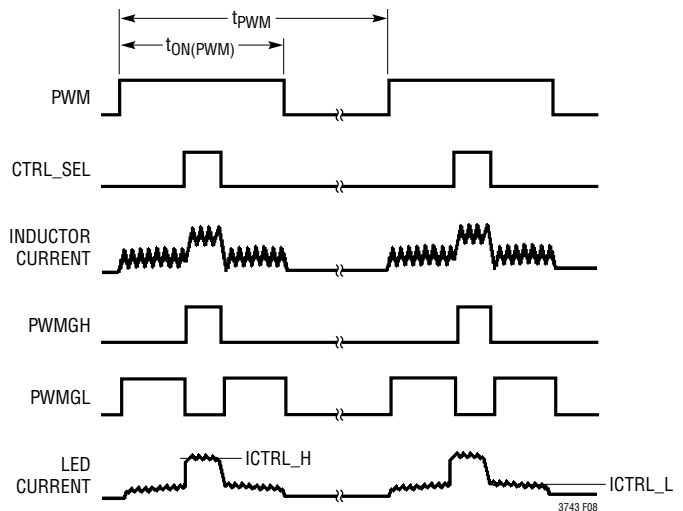 tPWM
tON(PWM)
PWM
CTRL_SEL
INDUCTOR
CURRENT
PWMGH
PWMGL
LED
CURRENT
ICTRL_H
ICTRL_L
3743 F08